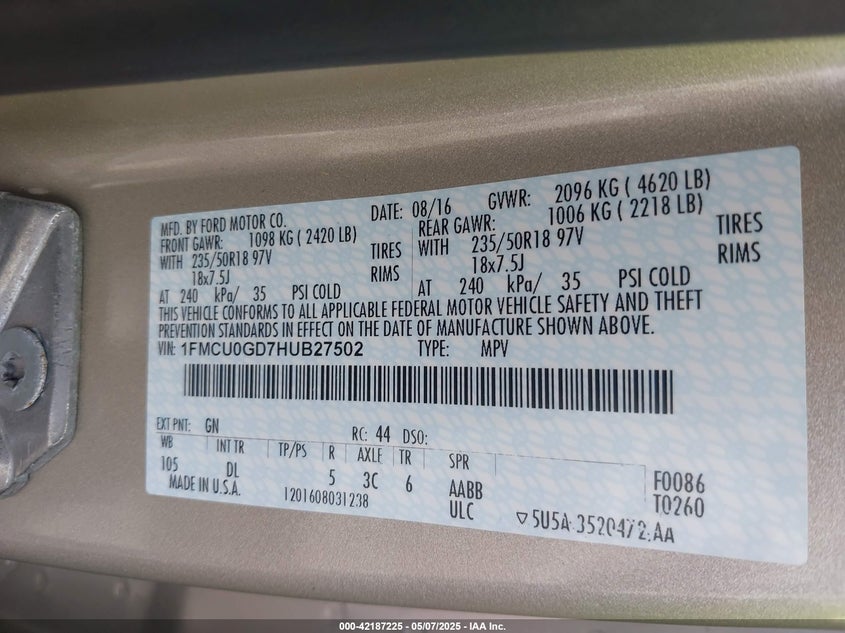 MFD. BY FORD MOTOR CO. DATE: 08/16 GVWR: 2096 KG ( 4620 LB)
FRONT GAWR: 1098 KG ( 2420 LB) REAR GAWR: 1006 KG ( 2218 LB)
WITH 235/50R18 97V TIRES WITH 235/50R18 97V TIRES
18x7.5J RIMS 18x7.5J RIMS
AT 240 kPa/ 35 PSI COLD AT 240 kPa/ 35 PSI COLD
THIS VEHICLE CONFORMS TO ALL APPLICABLE FEDERAL MOTOR VEHICLE SAFETY AND THEFT
PREVENTION STANDARDS IN EFFECT ON THE DATE OF MANUFACTURE SHOWN ABOVE.
VIN: 1FMCU0GD7HUB27502 TYPE: MPV
EXT PNT: GN RC: 44 DSO:
WB INT TR TP/PS R AXLE TR SPR
105 DL 5 3C 6 AABB F0086
MADE IN U.S.A. 1201608031238 ULC T0260
▽5U5A-3520472-AA
000-42187225 - 05/07/2025 - IAA Inc.